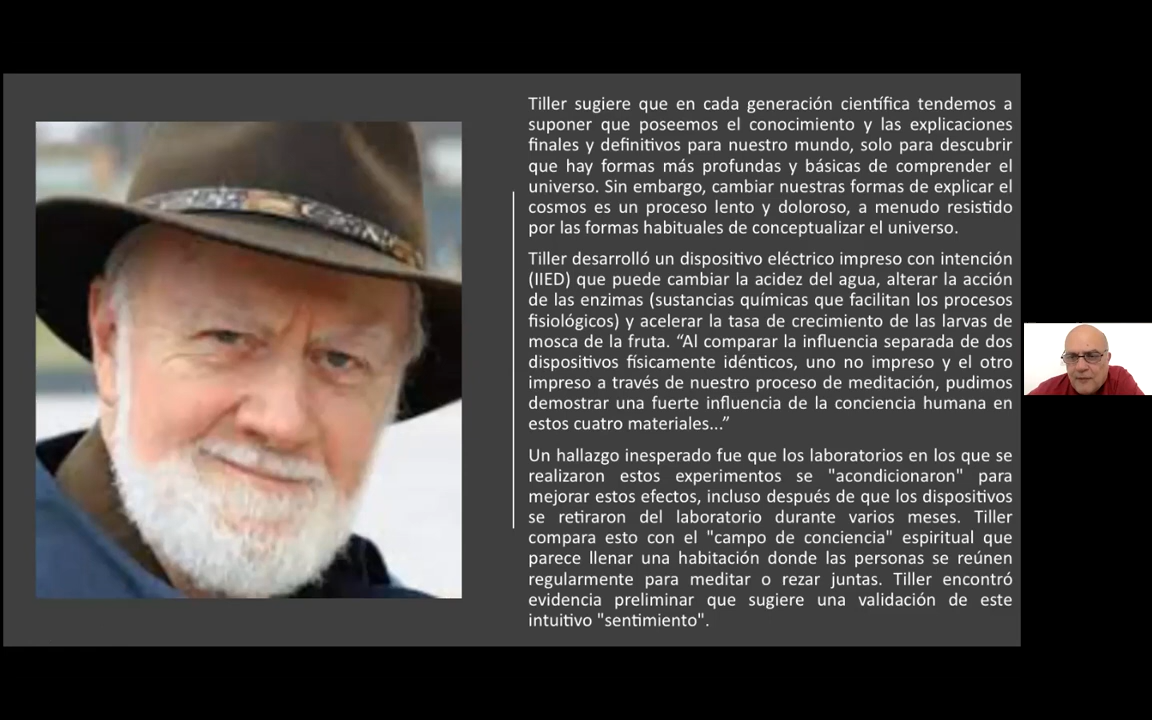 Tiller sugiere que en cada generación científica tendemos a
suponer que poseemos el conocimiento y las explicaciones
finales y definitivos para nuestro mundo, solo para descubrir
que hay formas más profundas y básicas de comprender el
universo. Sin embargo, cambiar nuestras formas de explicar el
cosmos es un proceso lento y doloroso, a menudo resistido
por las formas habituales de conceptualizar el universo.
Tiller desarrolló un dispositivo eléctrico impreso con intención
(IIED) que puede cambiar la acidez del agua, alterar la acción
de las enzimas (sustancias químicas que facilitan los procesos
fisiológicos) y acelerar la tasa de crecimiento de las larvas de
mosca de la fruta. “Al comparar la influencia separada de dos
dispositivos físicamente idénticos, uno no impreso y el otro
impreso a través de nuestro proceso de meditación, pudimos
demostrar una fuerte influencia de la conciencia humana en
estos cuatro materiales...”
Un hallazgo inesperado fue que los laboratorios en los que se
realizaron estos experimentos se "acondicionaron" para
mejorar estos efectos, incluso después de que los dispositivos
se retiraron del laboratorio durante varios meses. Tiller
compara esto con el "campo de conciencia" espiritual que
parece llenar una habitación donde las personas se reúnen
regularmente para meditar o rezar juntas. Tiller encontró
evidencia preliminar que sugiere una validación de este
intuitivo "sentimiento".